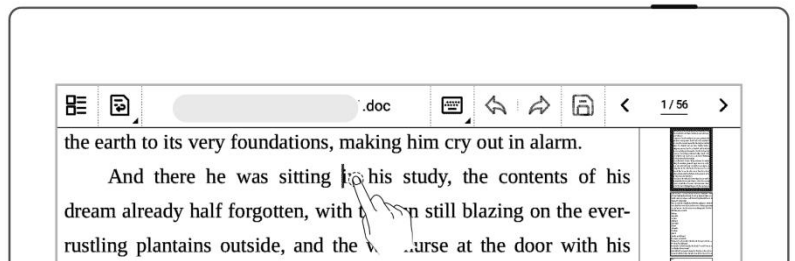 .doc
1 / 56
the earth to its very foundations, making him cry out in alarm.
And there he was sitting his study, the contents of his
dream already half forgotten, with still blazing on the ever-
rustling plantains outside, and the at the door with his